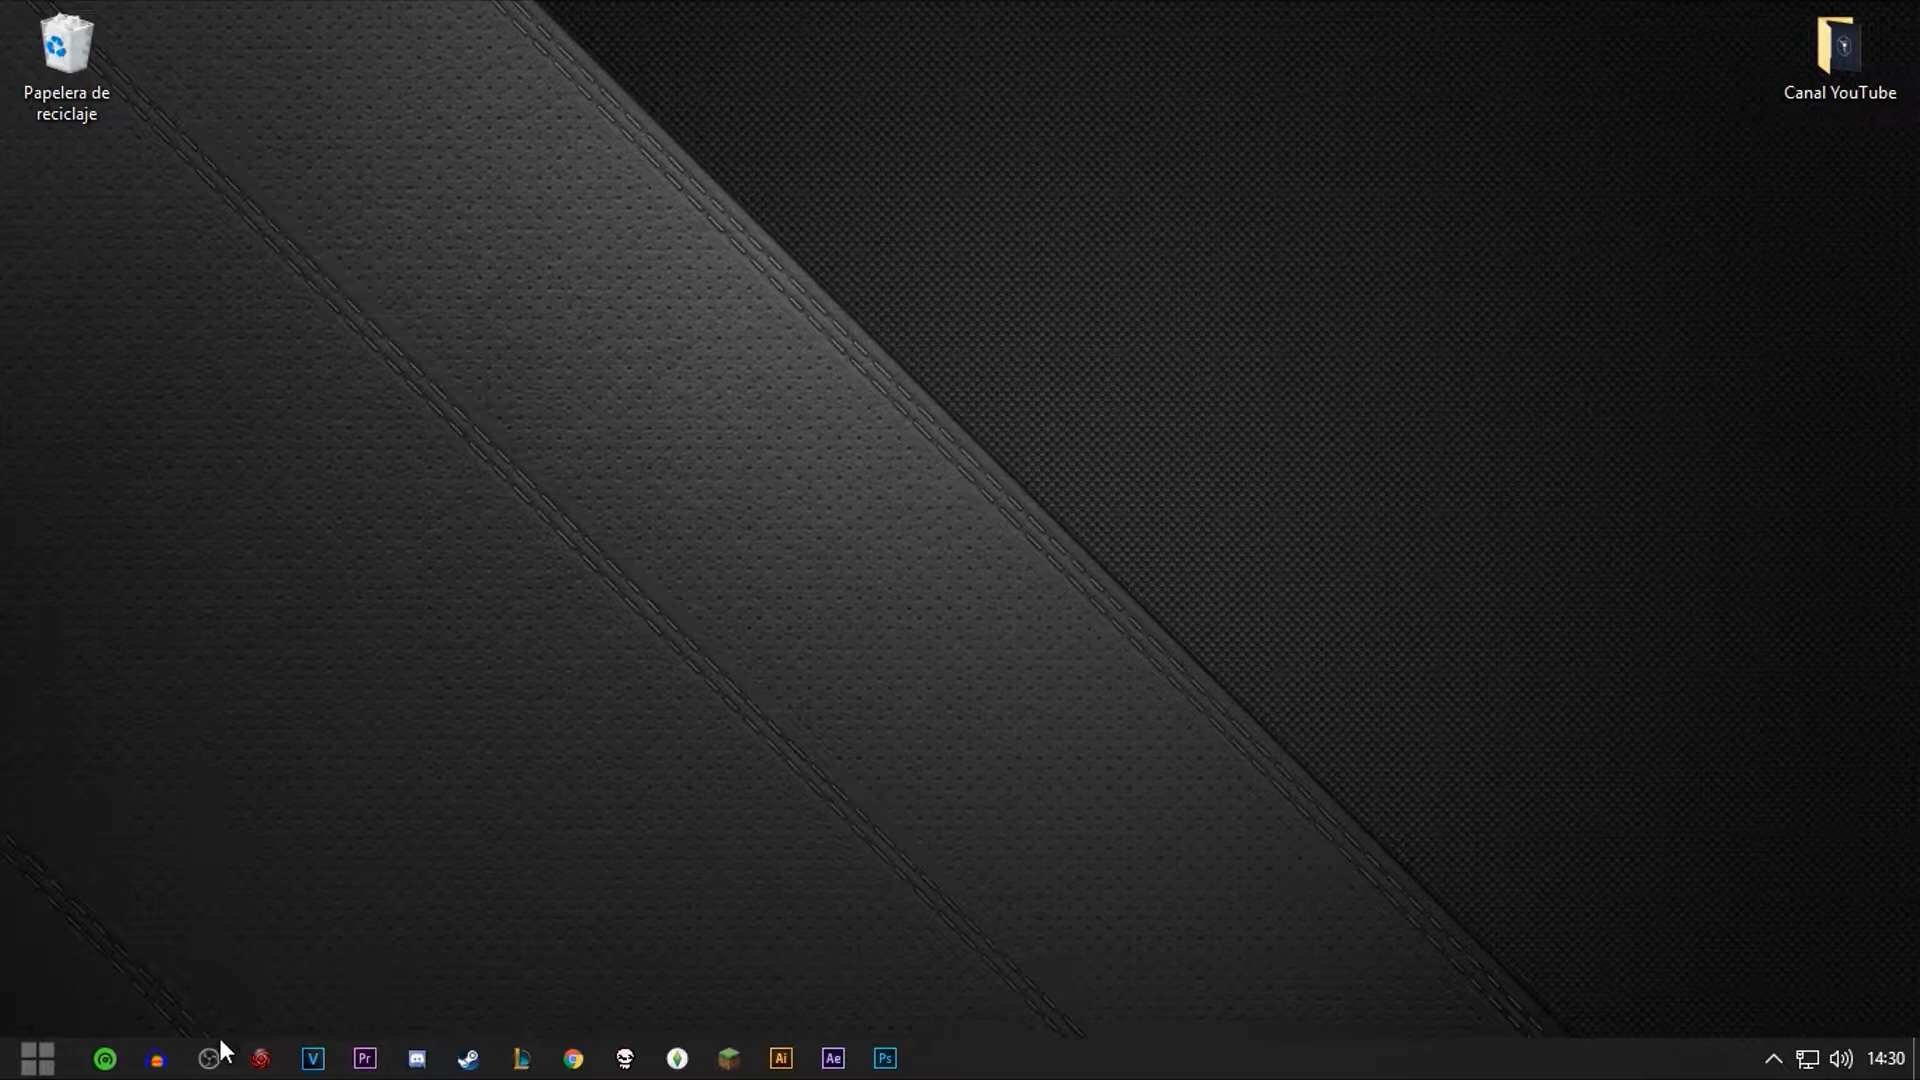 Papelera de
reciclaje
Canal YouTube
V
Pr
Ai
Ae
Ps
14:30